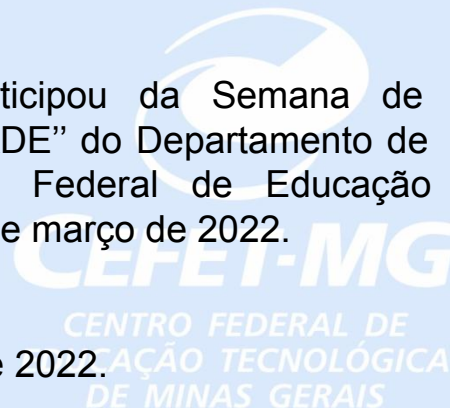 ticipou da Semana de
DE’’ do Departamento de
Federal de Educação
e março de 2022.
CEFET-MG
CENTRO FEDERAL DE
EDUCAÇÃO TECNOLÓGICA
DE MINAS GERAIS
e 2022.